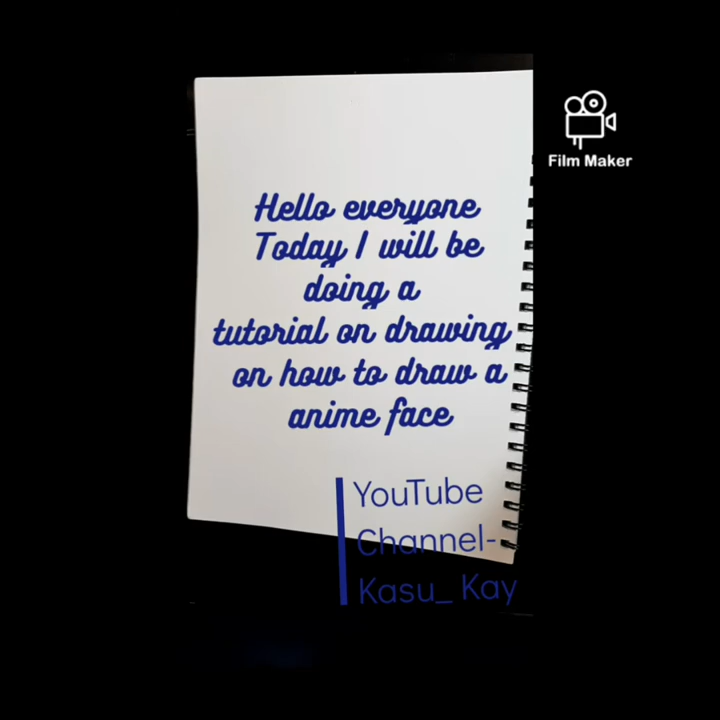 Film Maker
Hello everyone
Today I will be
doing a
tutorial on drawing
on how to draw a
anime face
YouTube
Channel-
Kasu_ Kay